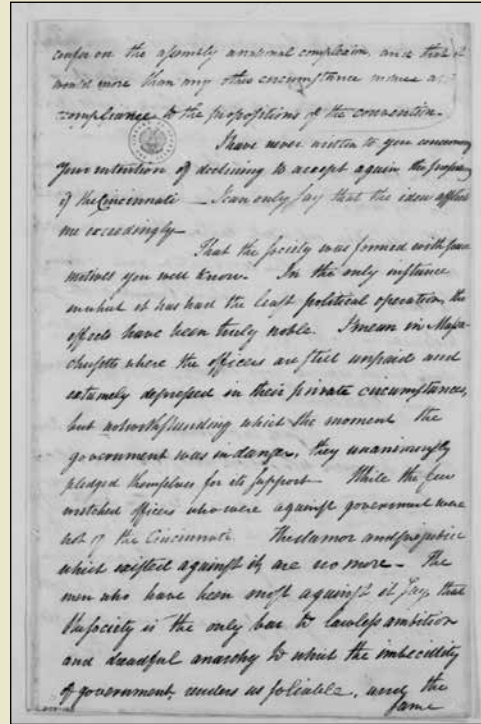 confer on the assembly a national complexion, and that it
would more than any other circumstance induce a
compliance to the propositions of the convention.
I have never written to you concerning
your intention of declining to accept again the
of the Cincinnati — I can only say that the idea afflicts
me exceedingly —
That the society was formed with pure
motives you well know. In the only instance
in which it has had the least political operation, the
effects have been truly noble. I mean in Massa-
chusetts where the officers are still unpaid and
extremely depressed in their private circumstances,
but notwithstanding which the moment the
government was in danger, they unanimously
pledged themselves for its support — While the few
wretched officers who were against government were
not of the Cincinnati. The clamor and prejudice
which existed against it, are no more — The
men who have been most against it say, that
the society is the only bar to lawless ambition
and dreadful anarchy to which the imbecillity
of government, renders us so liable, and the
same